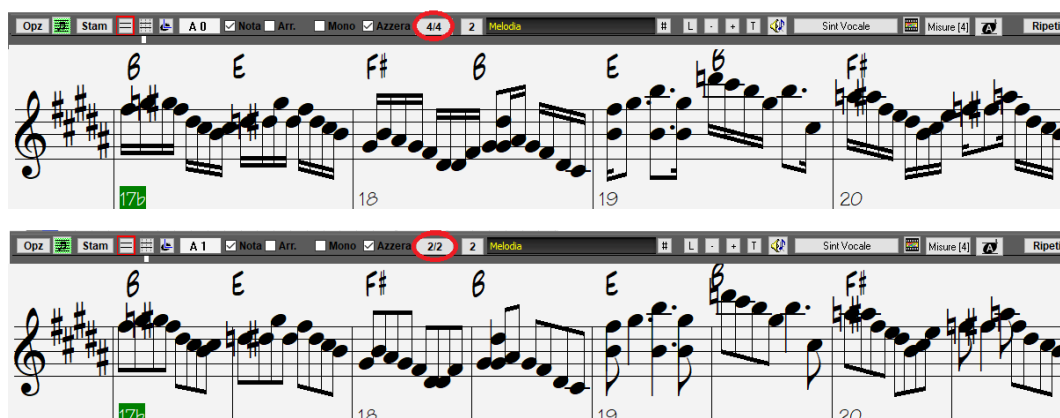 Opz Stam A 0 Nota Arr. Mono Azzera 4/4 2 Melodia # L - + T Sint Vocale Misure [4] A Ripeti
B E F# B E B F#
17b 18 19 20
Opz Stam A 1 Nota Arr. Mono Azzera 2/2 2 Melodia # L - + T Sint Vocale Misure [4] A Ripeti
B E F# B E B F#
17b 18 19 20